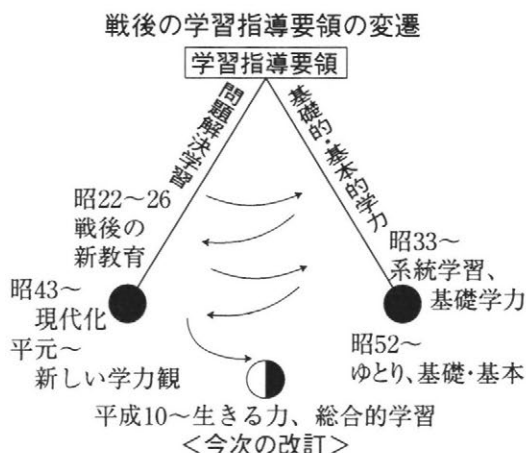 戦後の学習指導要領の変遷
学習指導要領
問題解決学習
基礎的・基本的学力
昭22～26
戦後の
新教育
昭33～
系統学習、
基礎学力
昭43～
現代化
平元～
新しい学力観
昭52～
ゆとり、基礎・基本
平成10～生きる力、総合的学習
＜今次の改訂＞